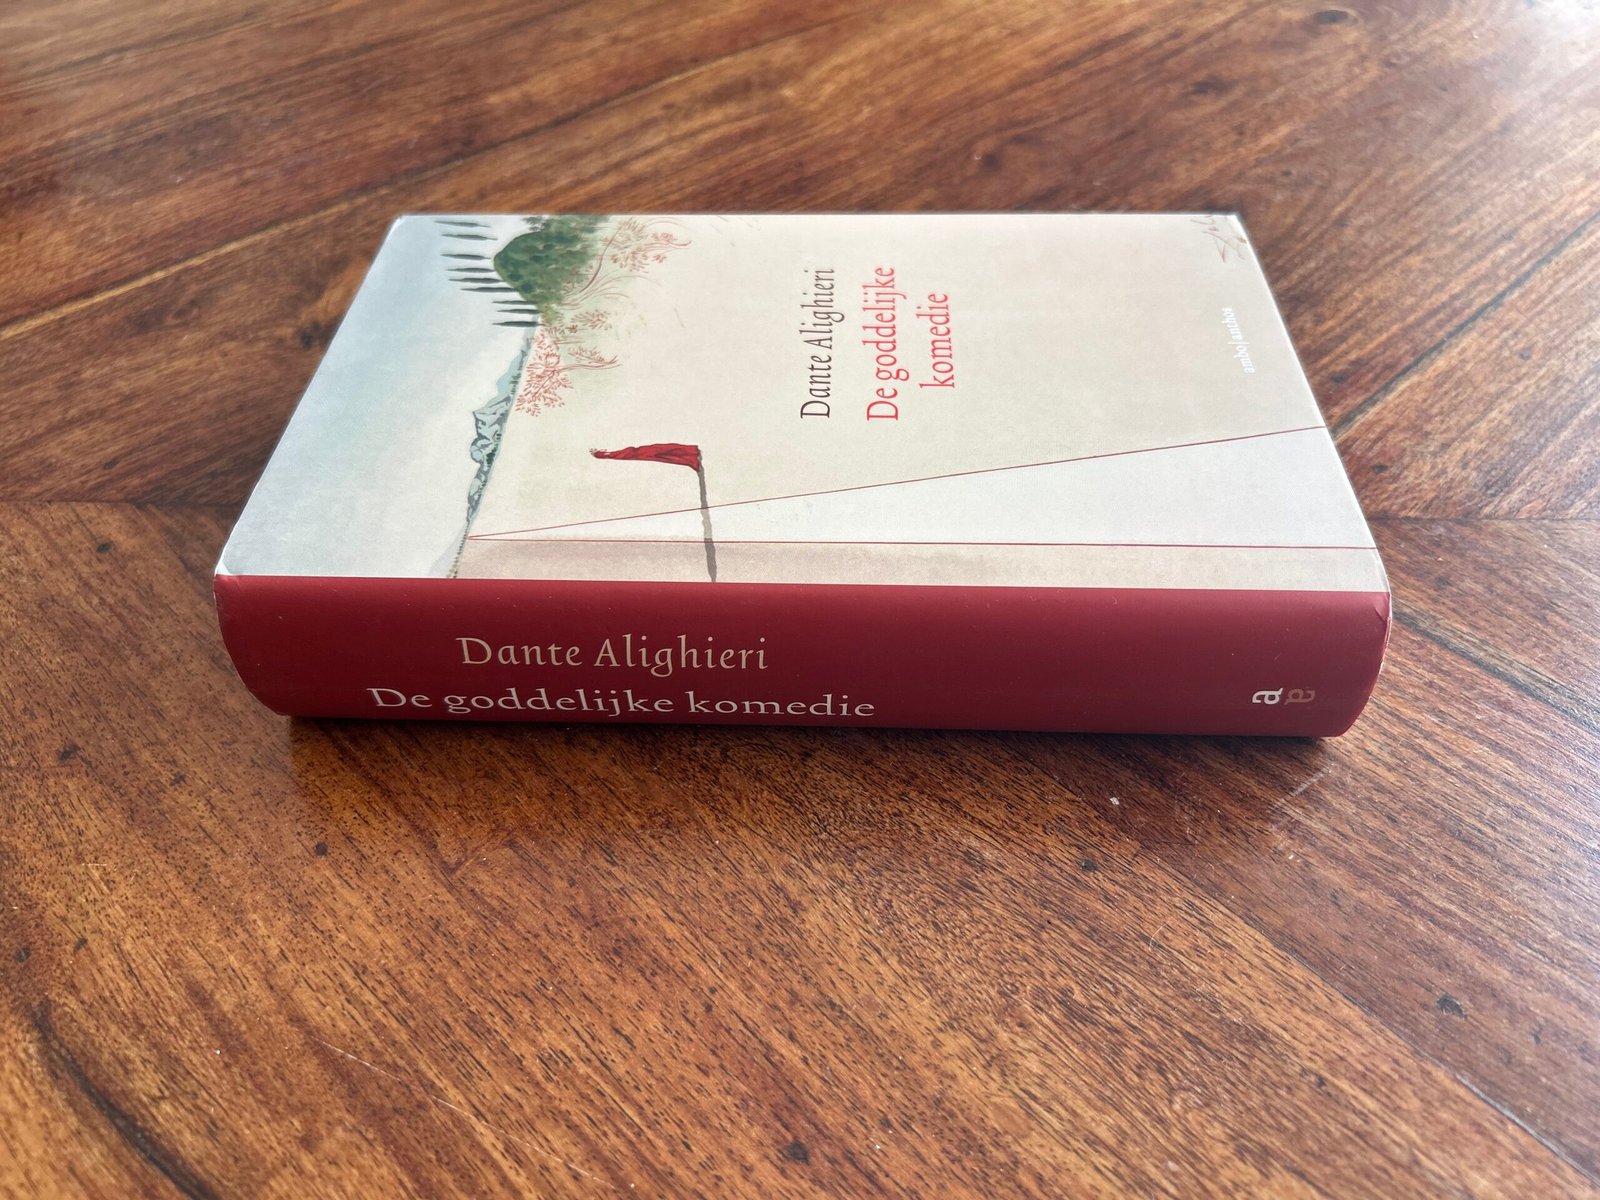 Dante Alighieri
De goddelijke
komedie
ambo|anthos
Dante Alighieri
De goddelijke komedie
a
a